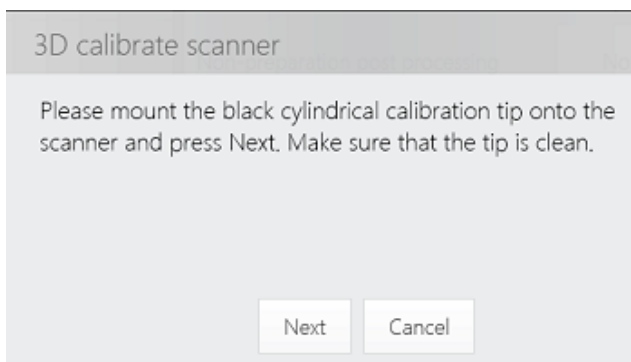 3D calibrate scanner
Please mount the black cylindrical calibration tip onto the
scanner and press Next. Make sure that the tip is clean.
Next
Cancel